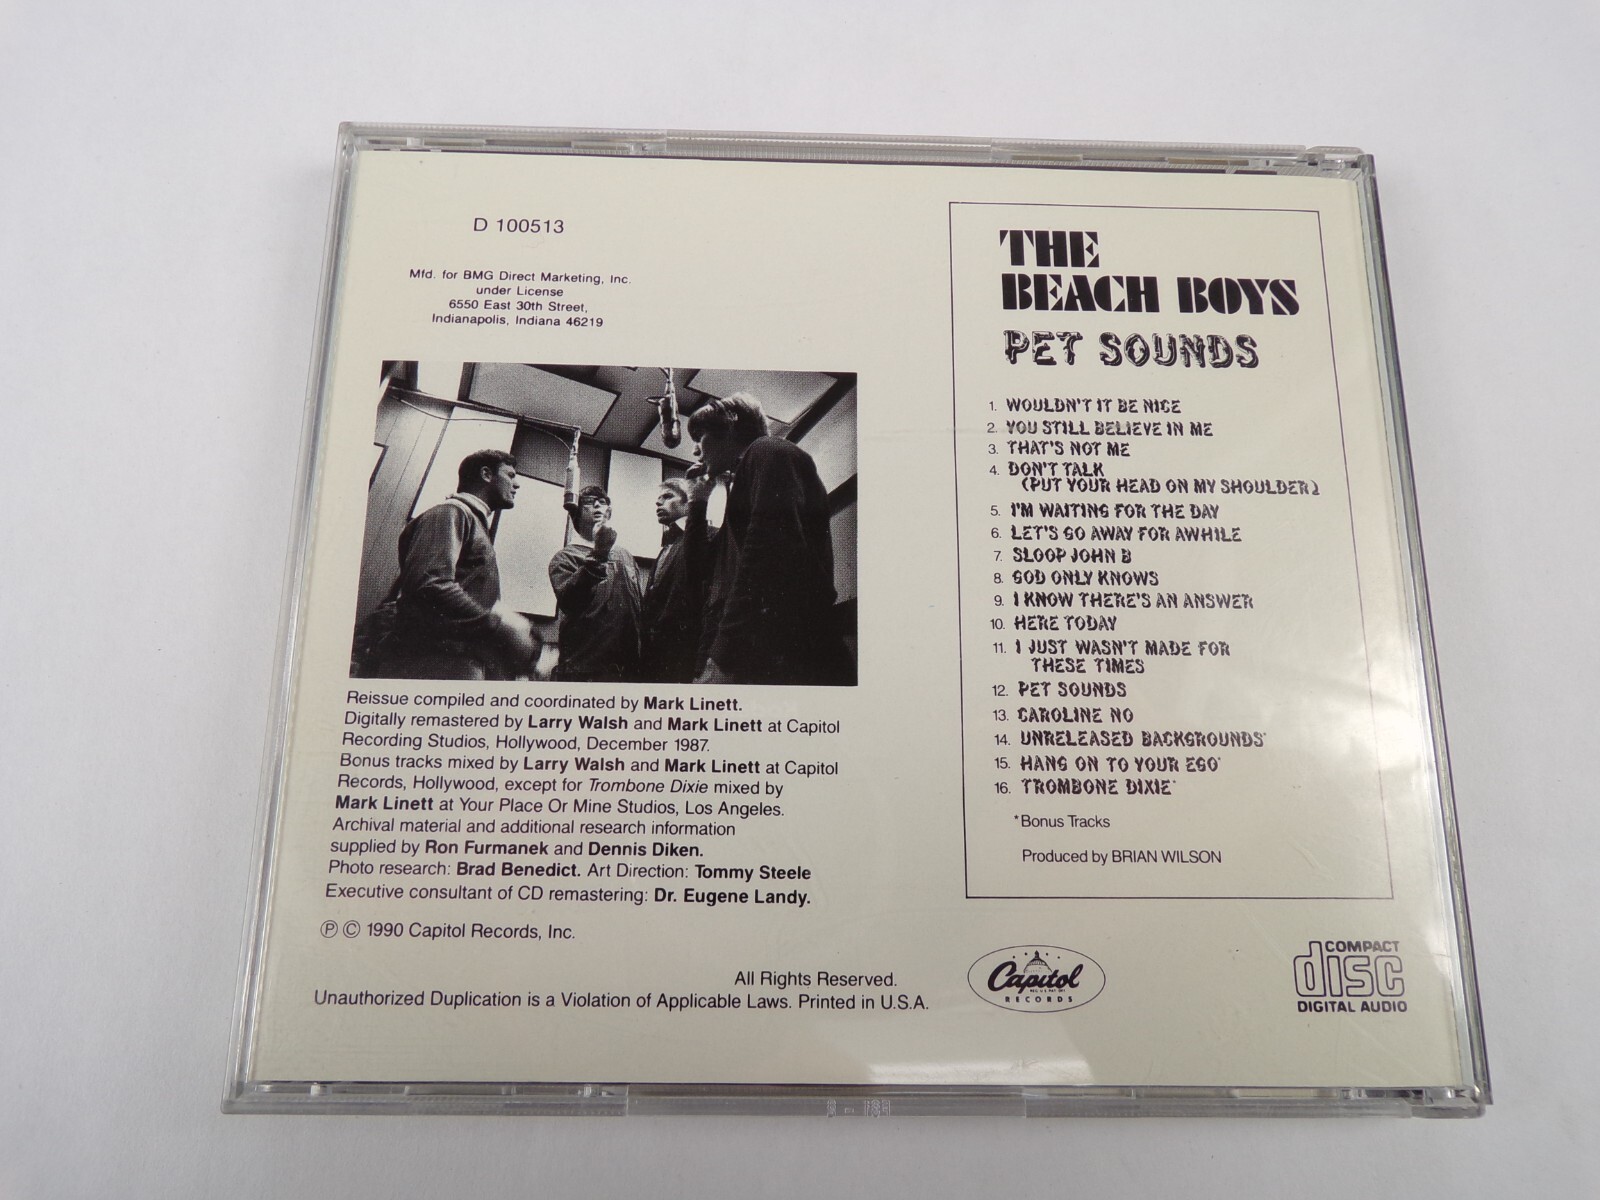 D 100513
Mfd. for BMG Direct Marketing, Inc.
under License
6550 East 30th Street,
Indianapolis, Indiana 46219
Reissue compiled and coordinated by Mark Linett.
Digitally remastered by Larry Walsh and Mark Linett at Capitol
Recording Studios, Hollywood, December 1987.
Bonus tracks mixed by Larry Walsh and Mark Linett at Capitol
Records, Hollywood, except for Trombone Dixie mixed by
Mark Linett at Your Place Or Mine Studios, Los Angeles.
Archival material and additional research information
supplied by Ron Furmanek and Dennis Diken.
Photo research: Brad Benedict. Art Direction: Tommy Steele
Executive consultant of CD remastering: Dr. Eugene Landy.
℗ © 1990 Capitol Records, Inc.
All Rights Reserved.
Unauthorized Duplication is a Violation of Applicable Laws. Printed in U.S.A.
THE
BEACH BOYS
PET SOUNDS
1. WOULDN'T IT BE NICE
2. YOU STILL BELIEVE IN ME
3. THAT'S NOT ME
4. DON'T TALK
(PUT YOUR HEAD ON MY SHOULDER)
5. I'M WAITING FOR THE DAY
6. LET'S GO AWAY FOR AWHILE
7. SLOOP JOHN B
8. GOD ONLY KNOWS
9. I KNOW THERE'S AN ANSWER
10. HERE TODAY
11. I JUST WASN'T MADE FOR
THESE TIMES
12. PET SOUNDS
13. CAROLINE NO
14. UNRELEASED BACKGROUNDS*
15. HANG ON TO YOUR EGO*
16. TROMBONE DIXIE*
*Bonus Tracks
Produced by BRIAN WILSON
Capitol
RECORDS
COMPACT
disc
DIGITAL AUDIO